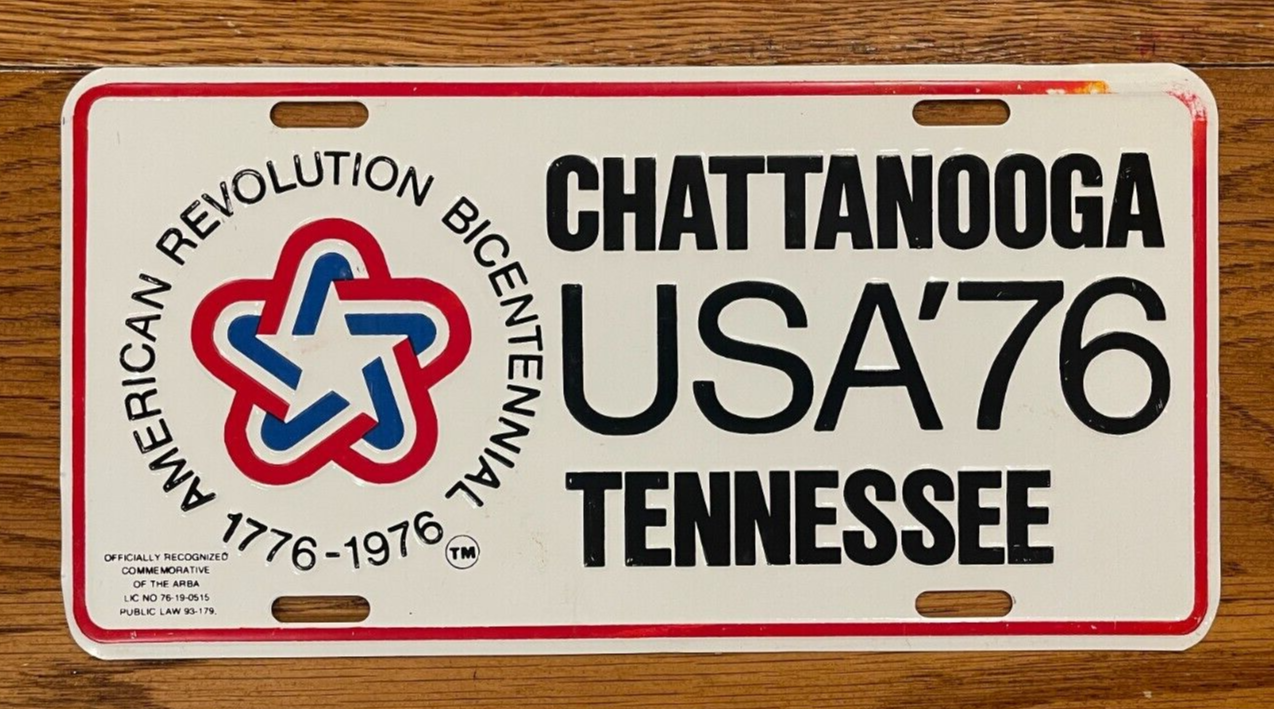 AMERICAN REVOLUTION BICENTENNIAL
1776-1976
TM
OFFICIALLY RECOGNIZED
COMMEMORATIVE
OF THE ARBA
LIC NO 76-19-0515
PUBLIC LAW 93-179.
CHATTANOOGA
USA'76
TENNESSEE